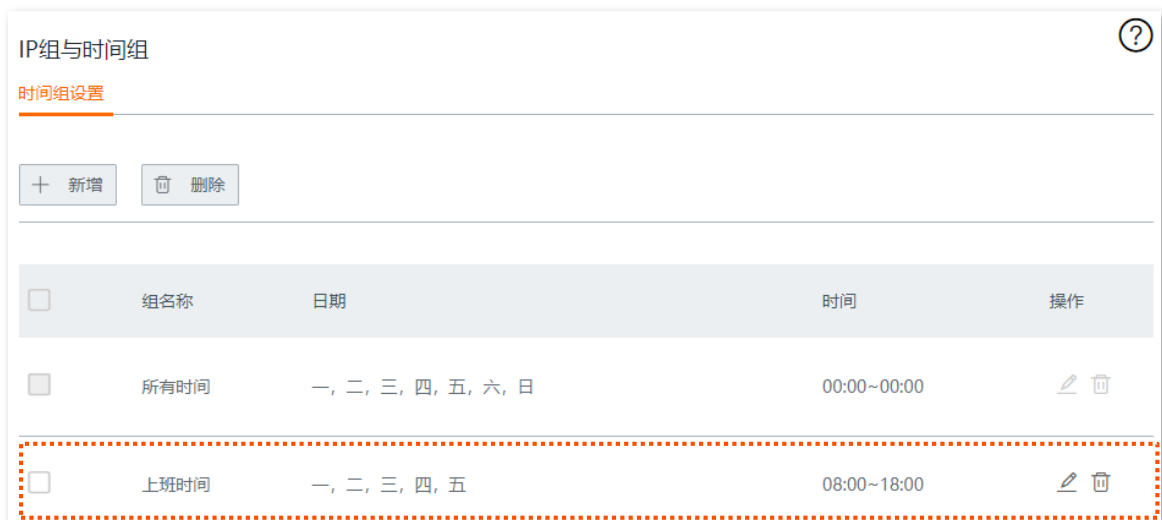 IP组与时间组
?
时间组设置
新增 删除
组名称 日期 时间 操作
所有时间 一, 二, 三, 四, 五, 六, 日 00:00~00:00
上班时间 一, 二, 三, 四, 五 08:00~18:00